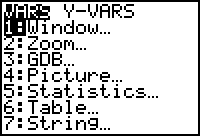 VARS Y-VARS
1:Window…
2:Zoom…
3:GDB…
4:Picture…
5:Statistics…
6:Table…
7:String…